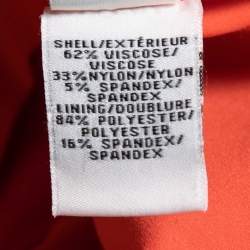 SHELL/EXTÉRIEUR
62% VISCOSE/
VISCOSE
33%NYLON/NYLON
5% SPANDEX/
SPANDEX
LINING/DOUBLURE
84% POLYESTER/
POLYESTER
16% SPANDEX/
SPANDEX